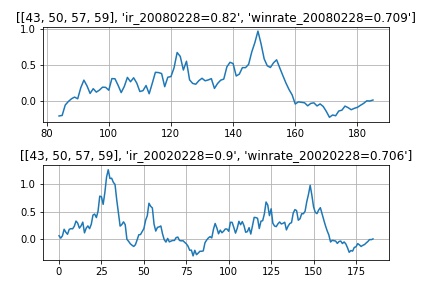 [[43, 50, 57, 59], 'ir_20080228=0.82', 'winrate_20080228=0.709']
1.0
0.5
0.0
80 100 120 140 160 180
[[43, 50, 57, 59], 'ir_20020228=0.9', 'winrate_20020228=0.706']
1.0
0.5
0.0
0 25 50 75 100 125 150 175